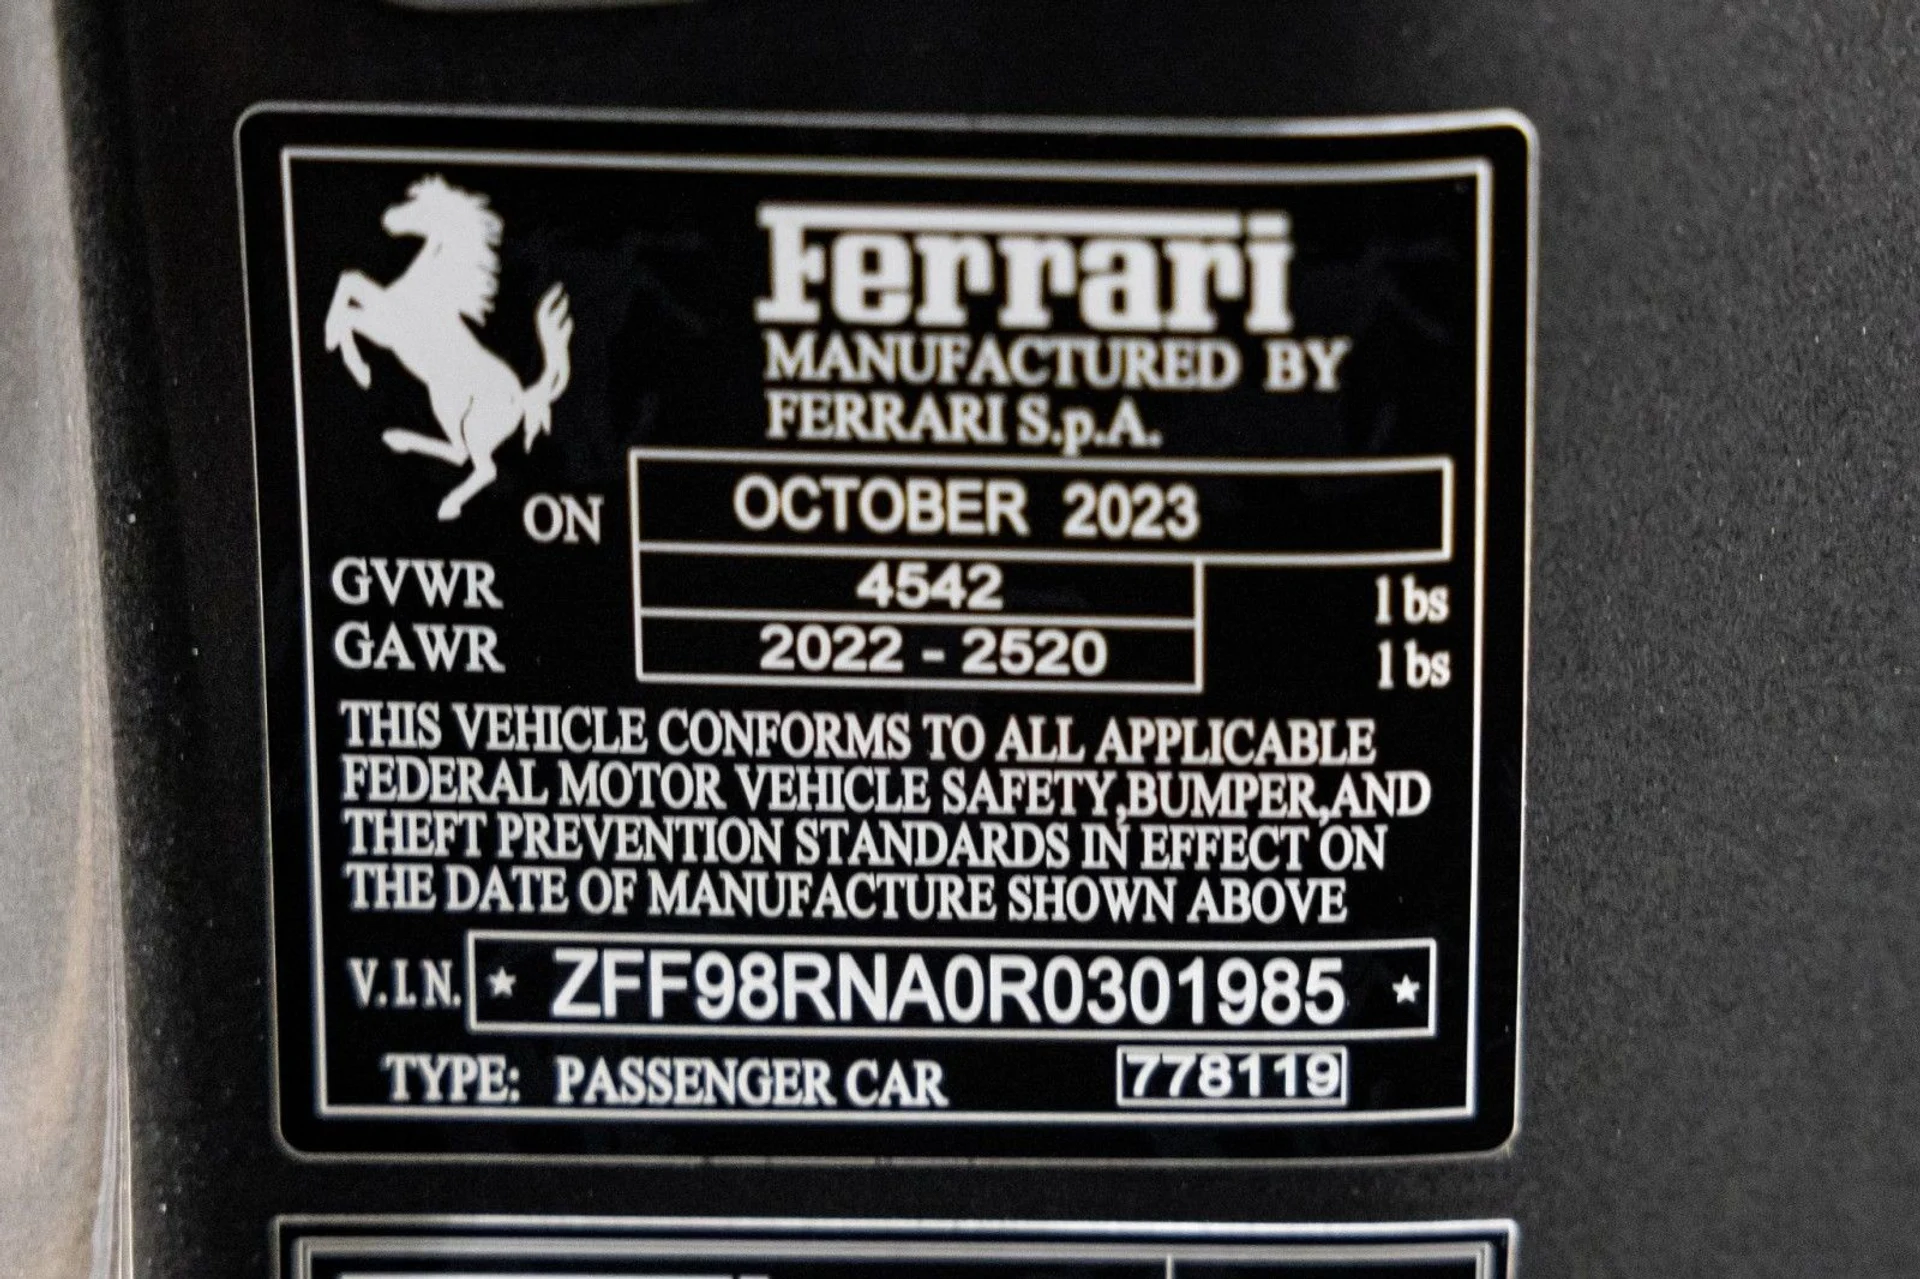 Ferrari
MANUFACTURED BY
FERRARI S.p.A.
ON OCTOBER 2023
GVWR 4542 lbs
GAWR 2022 - 2520 lbs
THIS VEHICLE CONFORMS TO ALL APPLICABLE
FEDERAL MOTOR VEHICLE SAFETY,BUMPER,AND
THEFT PREVENTION STANDARDS IN EFFECT ON
THE DATE OF MANUFACTURE SHOWN ABOVE
V.I.N. ★ ZFF98RNA0R0301985 ★
TYPE: PASSENGER CAR 778119